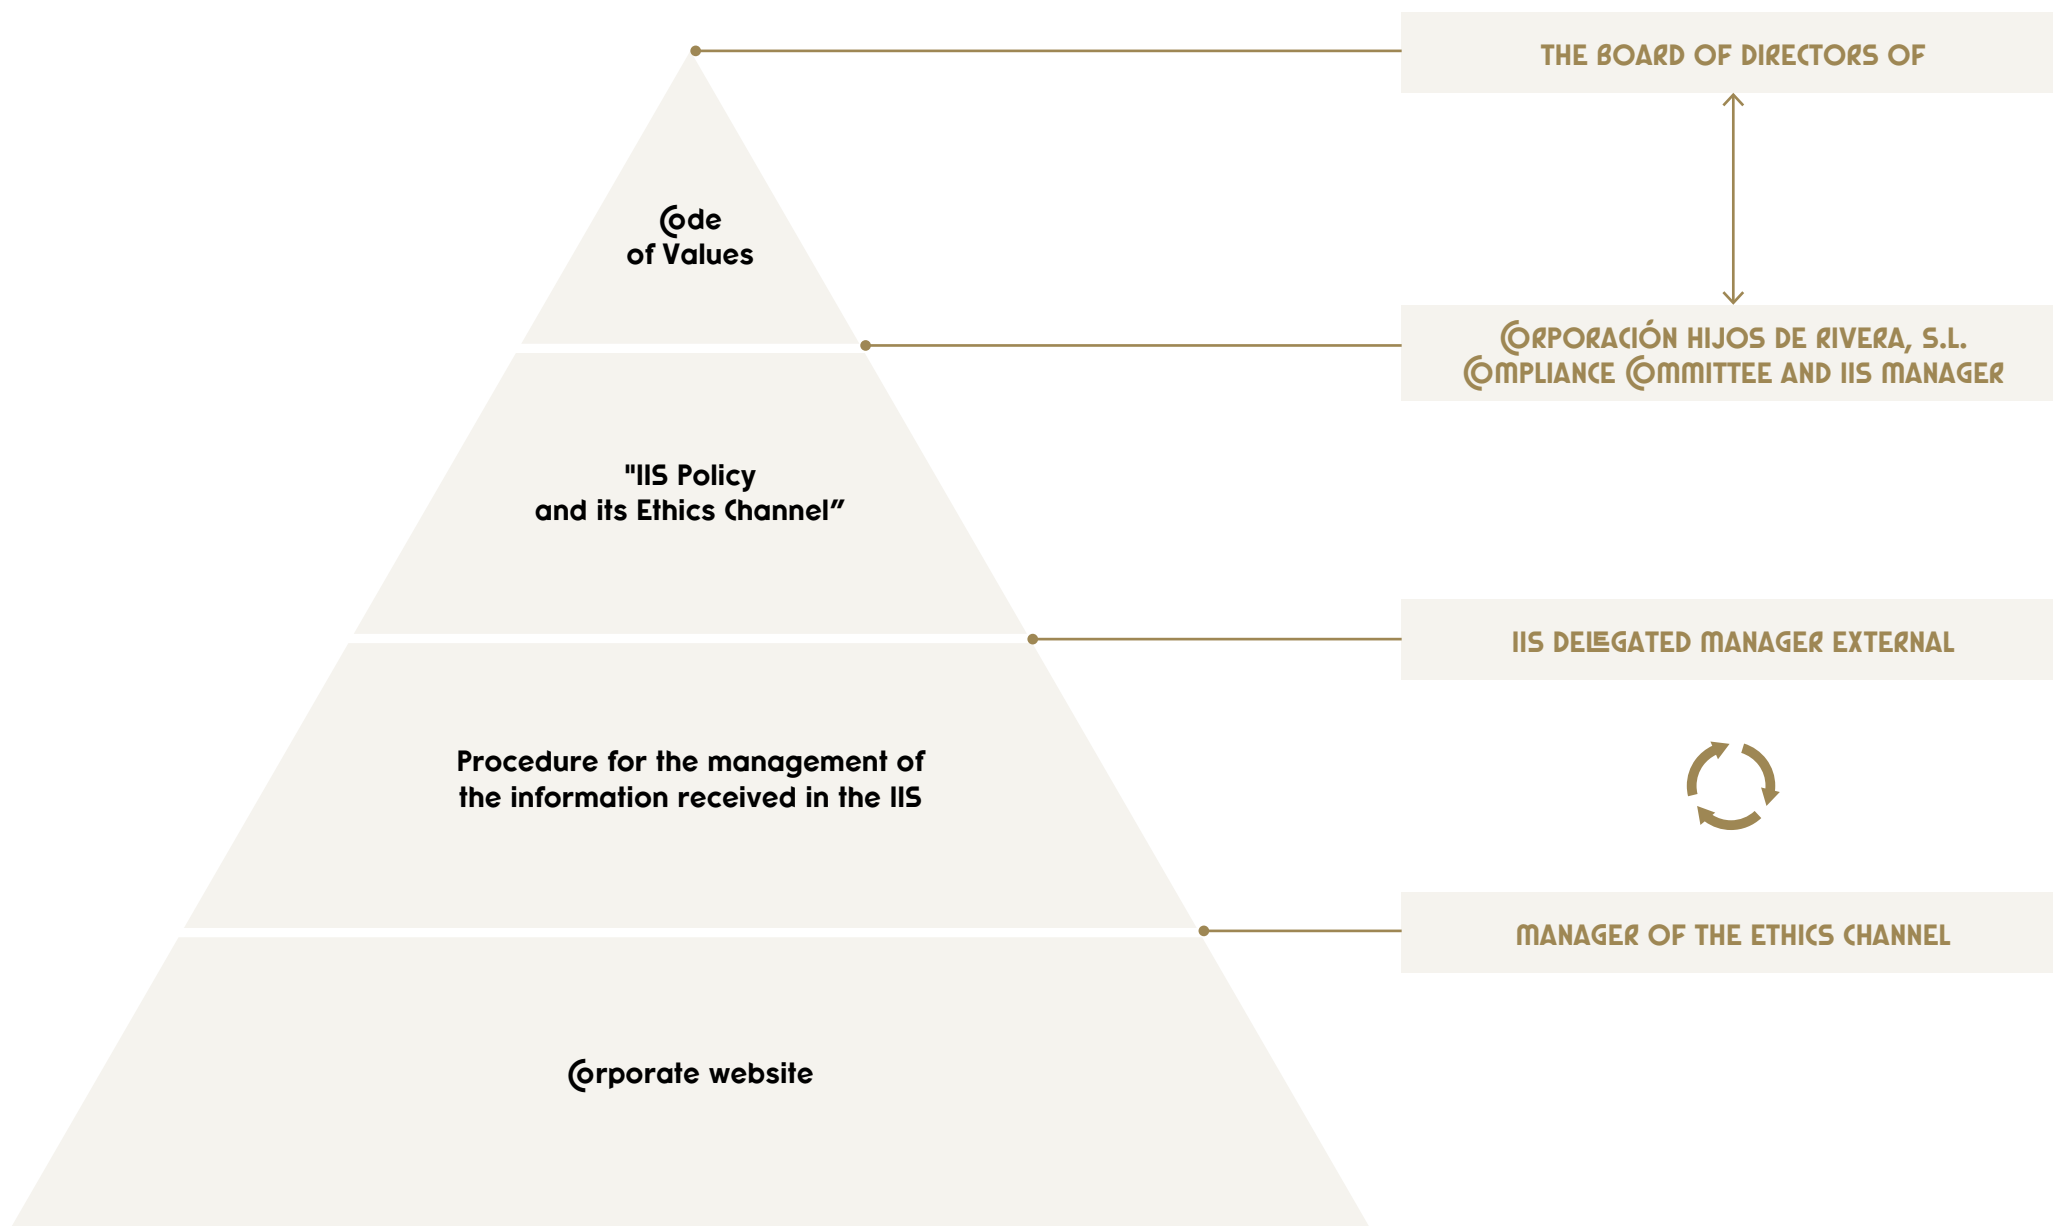 THE BOARD OF DIRECTORS OF
Code
of Values
CORPORACIÓN HIJOS DE RIVERA, S.L.
COMPLIANCE COMMITTEE AND IIS MANAGER
"IIS Policy
and its Ethics Channel”
IIS DELEGATED MANAGER EXTERNAL
Procedure for the management of
the information received in the IIS
MANAGER OF THE ETHICS CHANNEL
Corporate website